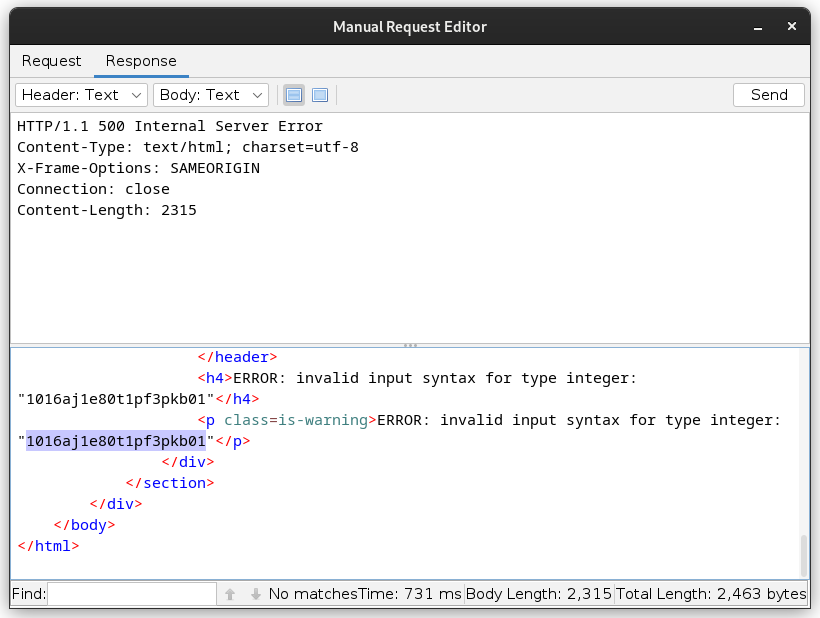 Manual Request Editor
Request Response
Header: Text Body: Text Send
HTTP/1.1 500 Internal Server Error
Content-Type: text/html; charset=utf-8
X-Frame-Options: SAMEORIGIN
Connection: close
Content-Length: 2315
</header>
<h4>ERROR: invalid input syntax for type integer:
"1016aj1e80t1pf3pkb01"</h4>
<p class=is-warning>ERROR: invalid input syntax for type integer:
"1016aj1e80t1pf3pkb01"</p>
</div>
</section>
</div>
</body>
</html>
Find: No matches Time: 731 ms Body Length: 2,315 Total Length: 2,463 bytes